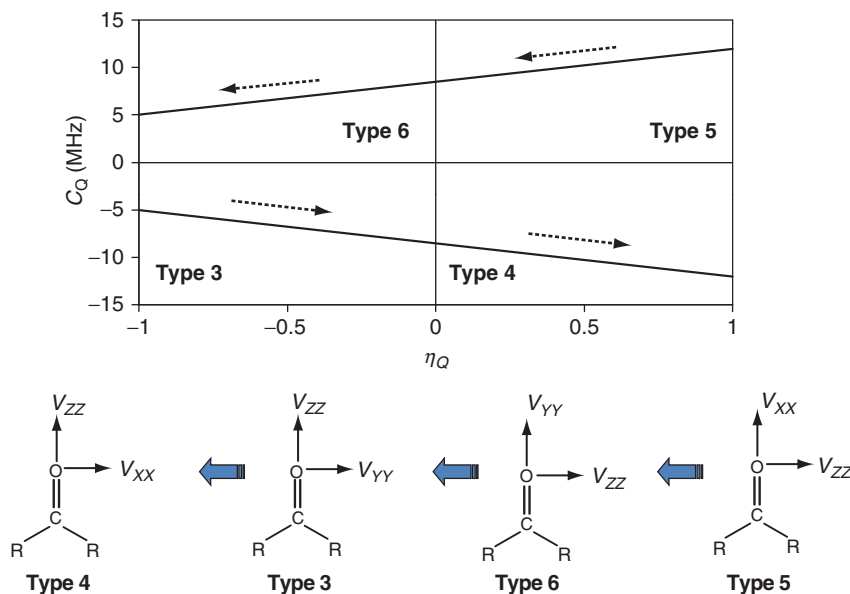 15
10
5
0
−5
−10
−15
C_Q (MHz)
Type 6
Type 5
Type 3
Type 4
−1
−0.5
0
0.5
1
η_Q
V_ZZ
O
V_XX
C
R R
Type 4
V_ZZ
O
V_YY
C
R R
Type 3
V_YY
O
V_ZZ
C
R R
Type 6
V_XX
O
V_ZZ
C
R R
Type 5